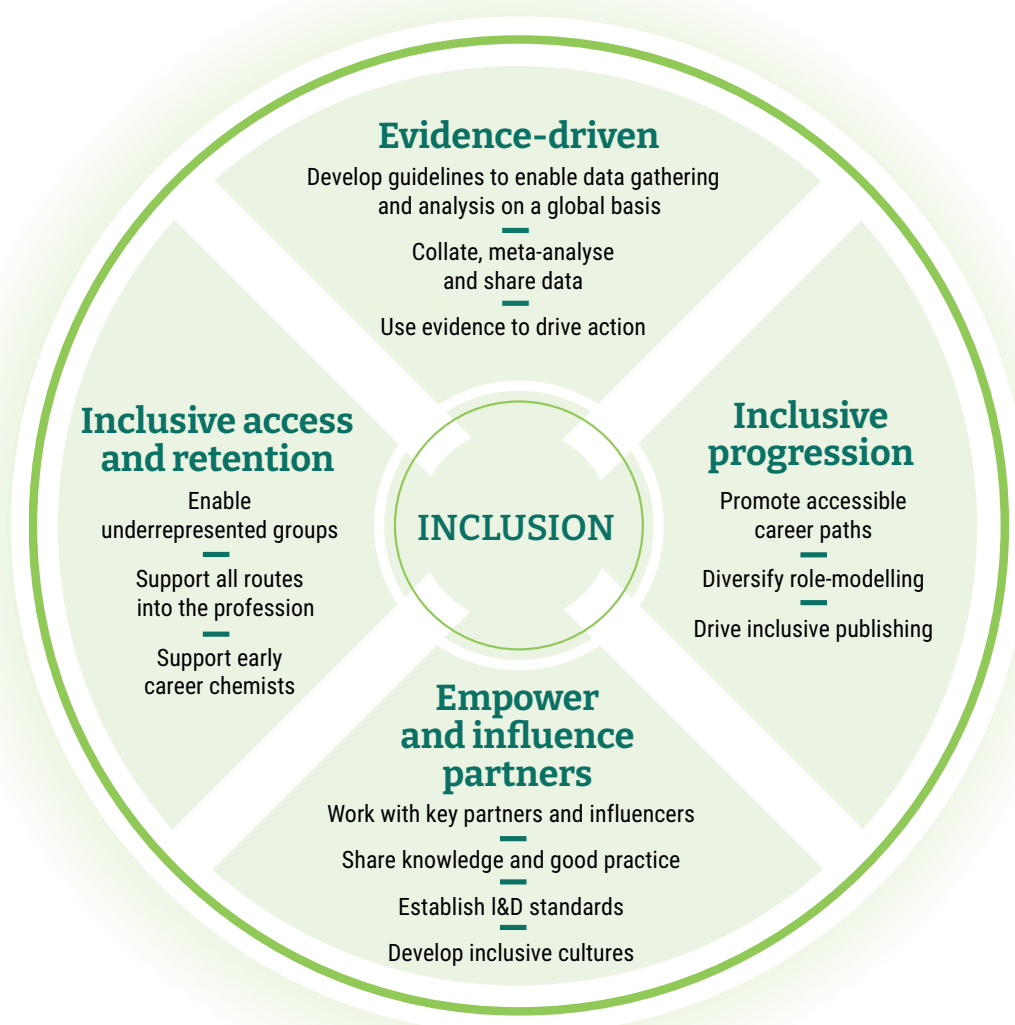 Evidence-driven
Develop guidelines to enable data gathering
and analysis on a global basis
Collate, meta-analyse
and share data
Use evidence to drive action
Inclusive access
and retention
Enable
underrepresented groups
Support all routes
into the profession
Support early
career chemists
INCLUSION
Inclusive
progression
Promote accessible
career paths
Diversify role-modelling
Drive inclusive publishing
Empower
and influence
partners
Work with key partners and influencers
Share knowledge and good practice
Establish I&D standards
Develop inclusive cultures